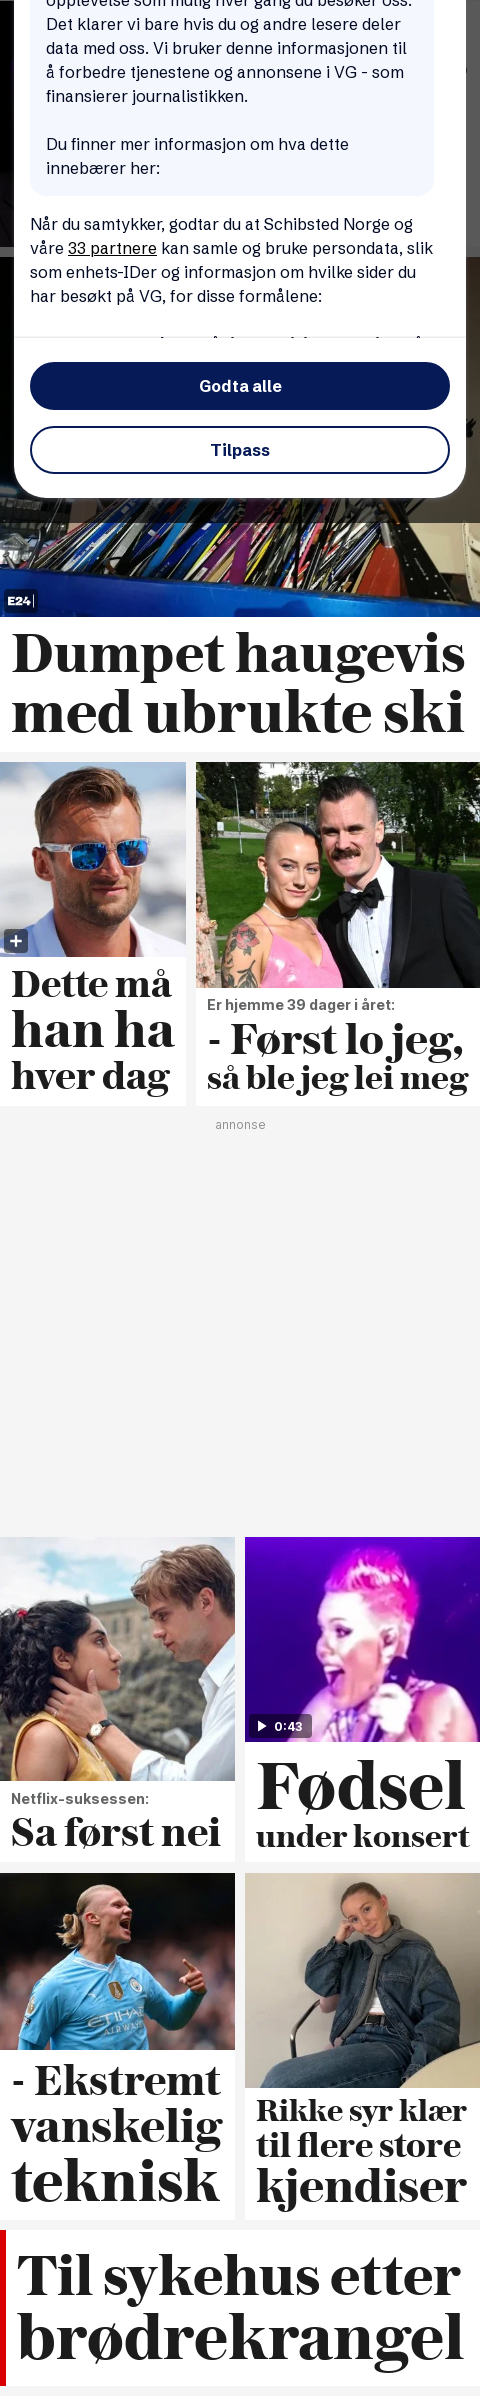 opplevelse som mulig hver gang du besøker oss.
Det klarer vi bare hvis du og andre lesere deler
data med oss. Vi bruker denne informasjonen til
å forbedre tjenestene og annonsene i VG - som
finansierer journalistikken.
Du finner mer informasjon om hva dette
innebærer her:
Når du samtykker, godtar du at Schibsted Norge og
våre 33 partnere kan samle og bruke persondata, slik
som enhets-IDer og informasjon om hvilke sider du
har besøkt på VG, for disse formålene:
Godta alle
Tilpass
E24
Dumpet haugevis
med ubrukte ski
Dette må
han ha
hver dag
Er hjemme 39 dager i året:
- Først lo jeg,
så ble jeg lei meg
annonse
Netflix-suksessen:
Sa først nei
0:43
Fødsel
under konsert
ETIHAD
AIRWAYS
- Ekstremt
vanskelig
teknisk
Rikke syr klær
til flere store
kjendiser
Til sykehus etter
brødrekrangel